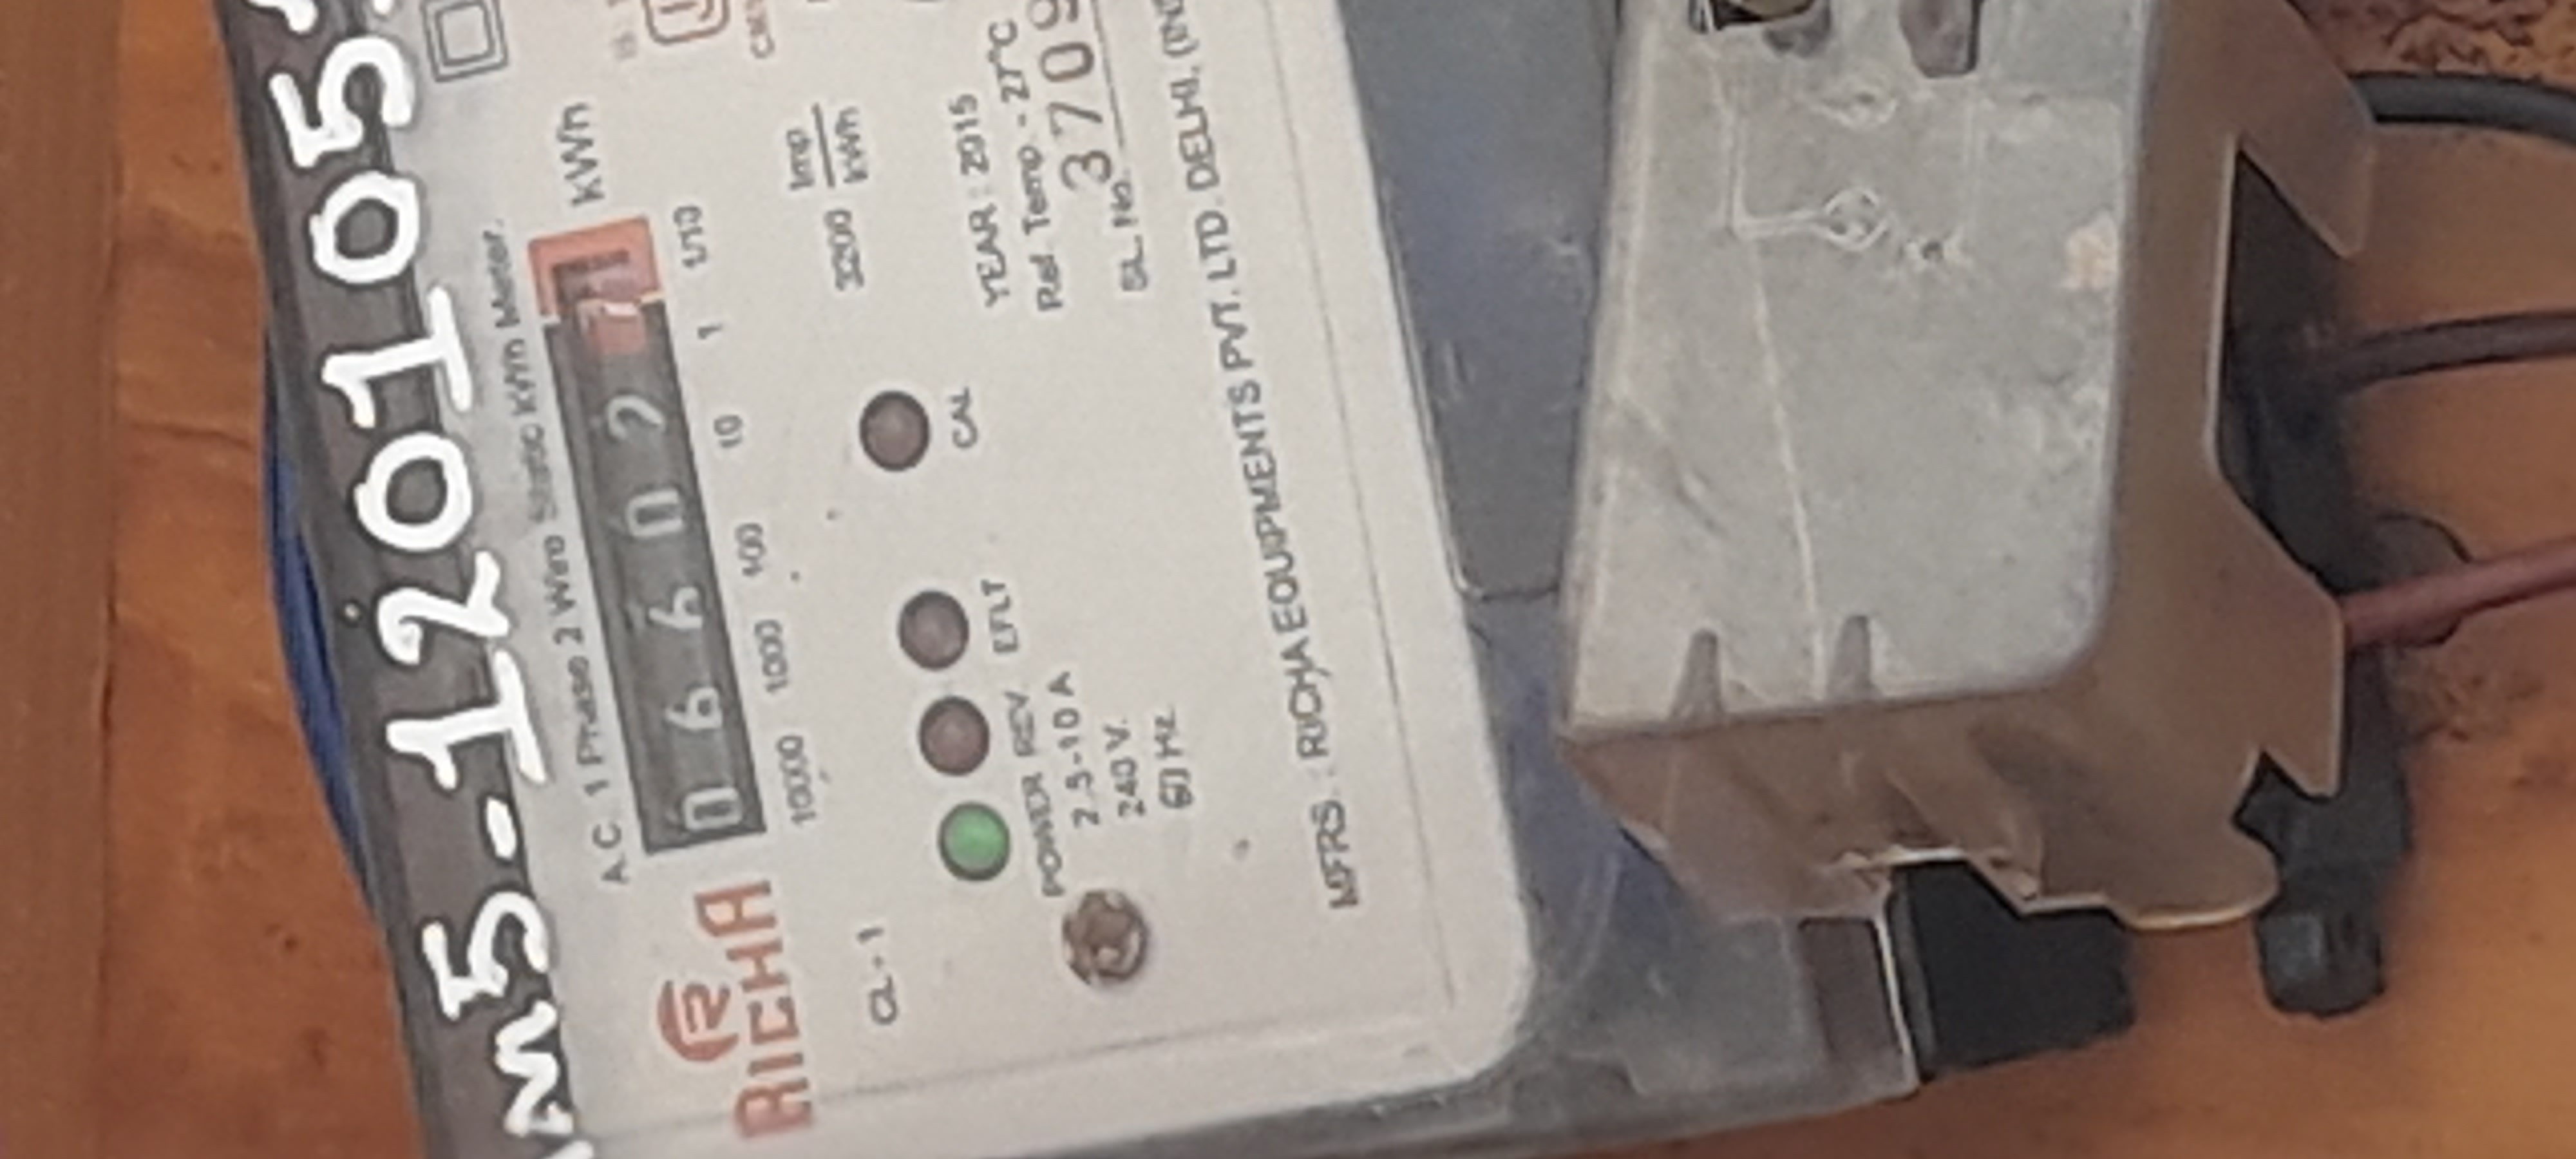 M5-120105
A.C. 1 Phase 2 Wire Static KWh Meter.
0 6 6 0 2
kWh
10000 1000 100 10 1 1/10
RICHA
3200 Imp
kWh
CL-1
CAL
POWER REV EFLT
YEAR : 2015
Ref. Temp. - 27°C
2.5-10 A
240 V.
3709
SL. No.
MFRS : RICHA EQUIPMENTS PVT. LTD. DELHI.